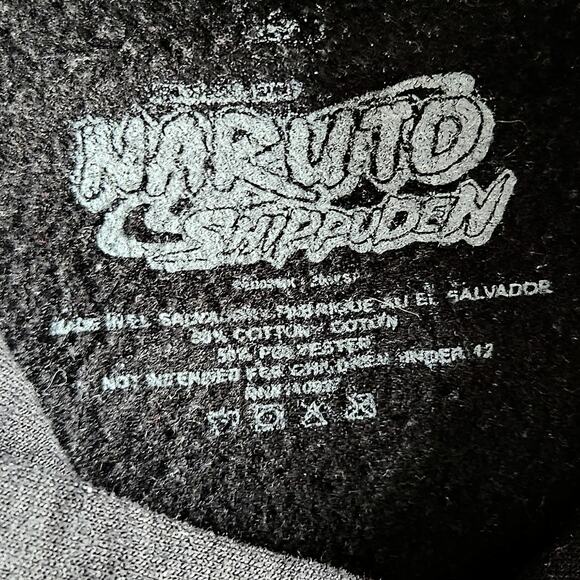 NARUTO
SHIPPUDEN
MADE IN EL SALVADOR / FABRIQUE AU EL SALVADOR
COTTON / COTON
50% POLYESTER
NOT INTENDED FOR CHILDREN UNDER 12